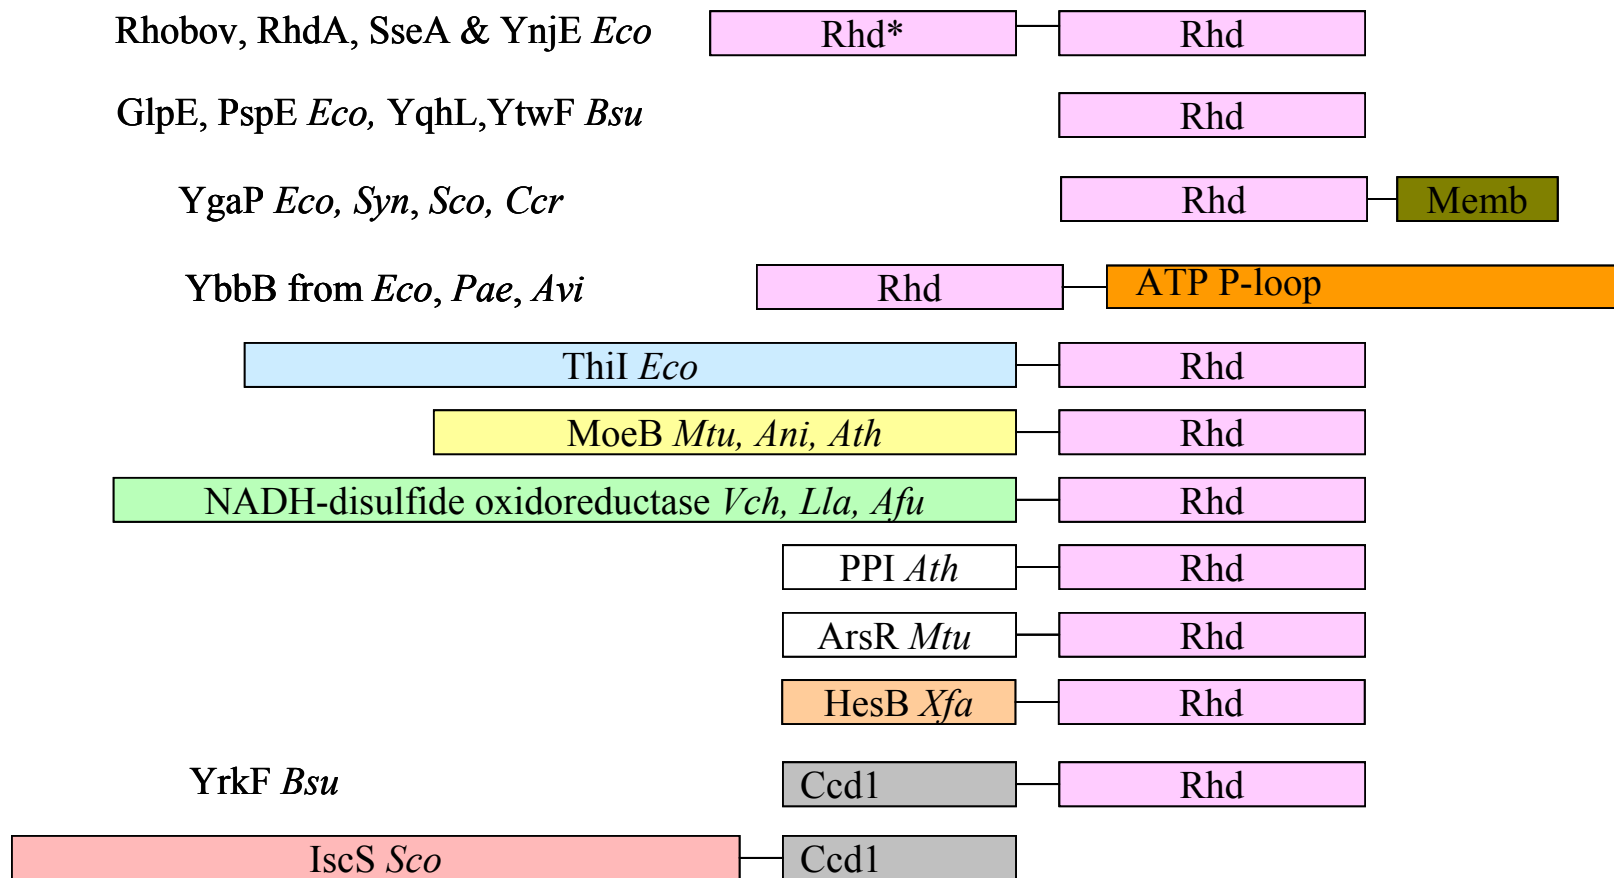 Rhobov, RhdA, SseA & YnjE Eco Rhd* Rhd
GlpE, PspE Eco, YqhL,YtwF Bsu Rhd
YgaP Eco, Syn, Sco, Ccr Rhd Memb
YbbB from Eco, Pae, Avi Rhd ATP P-loop
ThiI Eco Rhd
MoeB Mtu, Ani, Ath Rhd
NADH-disulfide oxidoreductase Vch, Lla, Afu Rhd
PPI Ath Rhd
ArsR Mtu Rhd
HesB Xfa Rhd
YrkF Bsu Ccd1 Rhd
IscS Sco Ccd1